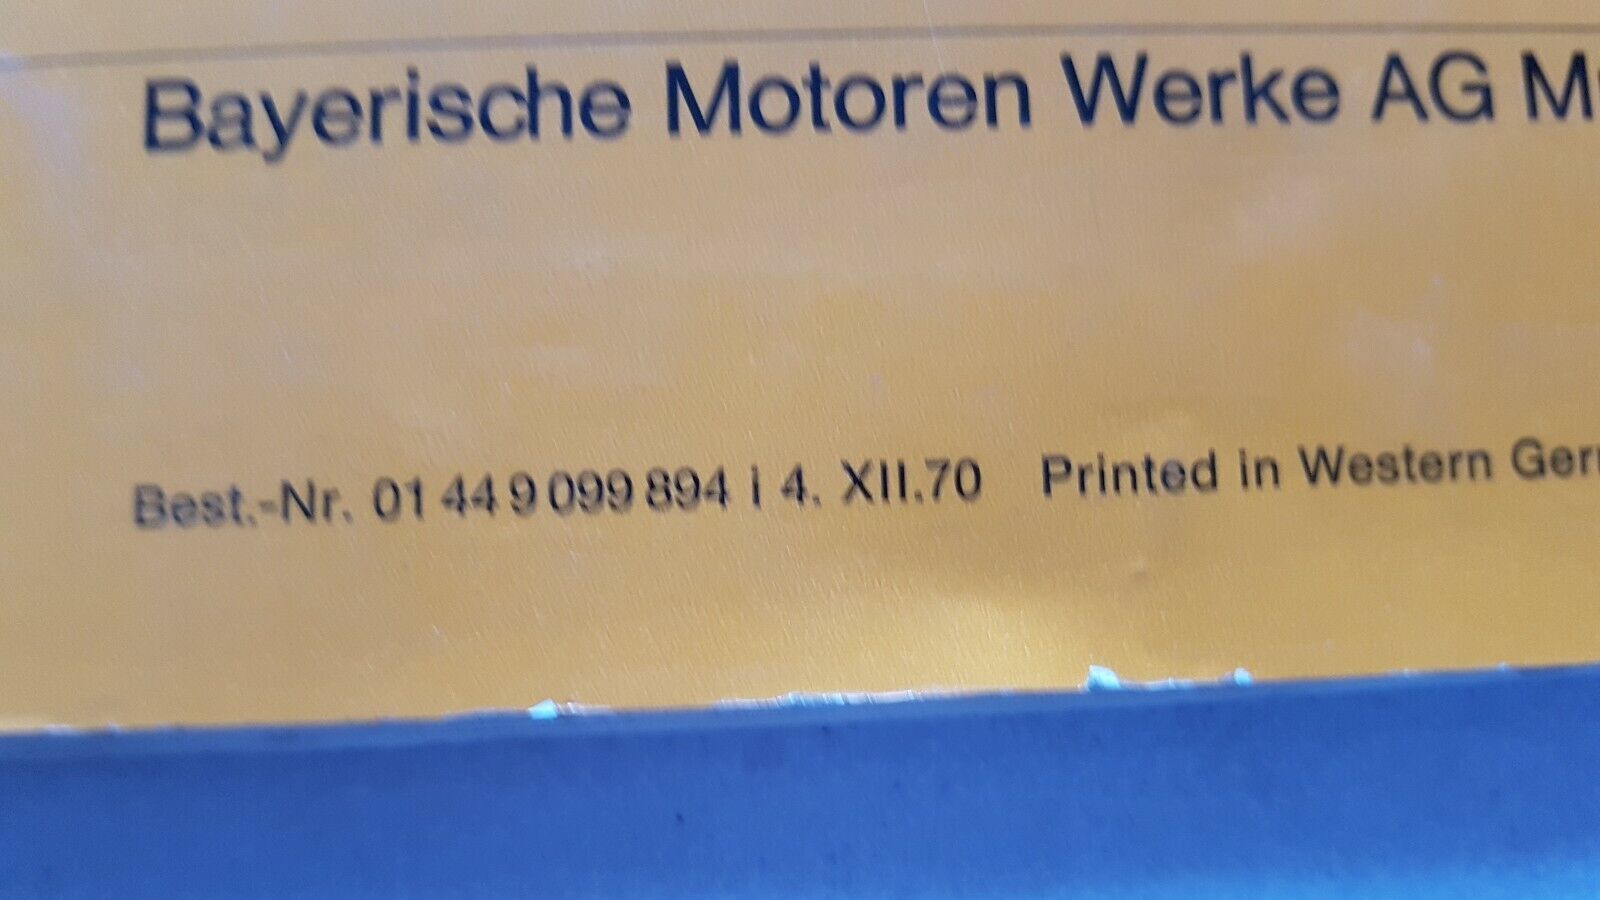 Bayerische Motoren Werke AG M
Best.-Nr. 01 44 9 099 894 i 4. XII.70 Printed in Western Ger